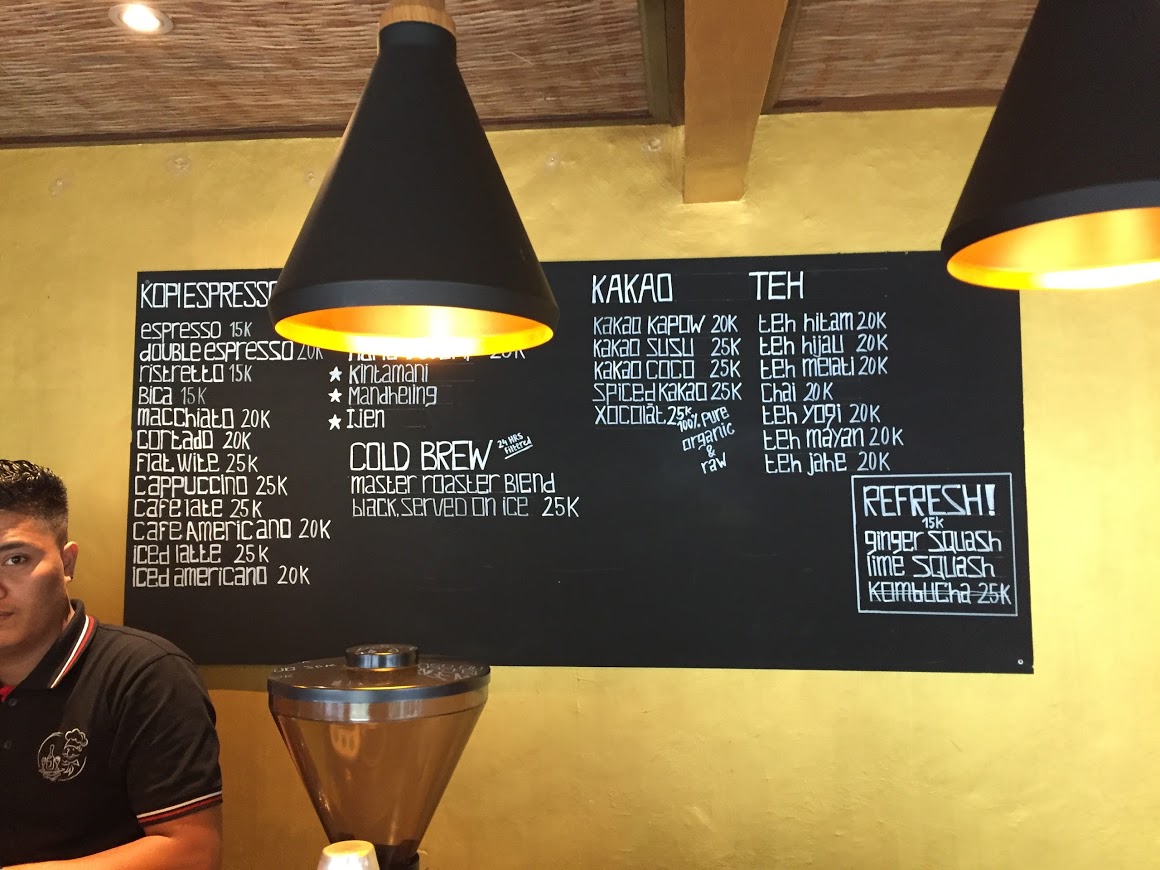 KOPI ESPRESSO
espresso 15K
double espresso 20K
ristretto 15K
Bica 15K
macchiato 20K
cortado 20K
flat wite 25K
cappuccino 25K
cafe late 25K
cafe Americano 20K
iced latte 25K
iced americano 20K
★ Kintamani
★ Mandheling
★ Ijen
COLD BREW 24 HRS filttred
master roaster blend
black, served on ice 25K
KAKAO
kakao kapow 20K
kakao susu 25K
kakao coco 25K
spiced kakao 25K
xocolāt 25K
100% Pure
organic
&
raw
TEH
teh hitam 20K
teh hijau 20K
teh melati 20K
Chai 20K
teh yogi 20K
teh mayan 20K
teh jahe 20K
REFRESH!
15K
ginger squash
lime squash
kombucha 25K